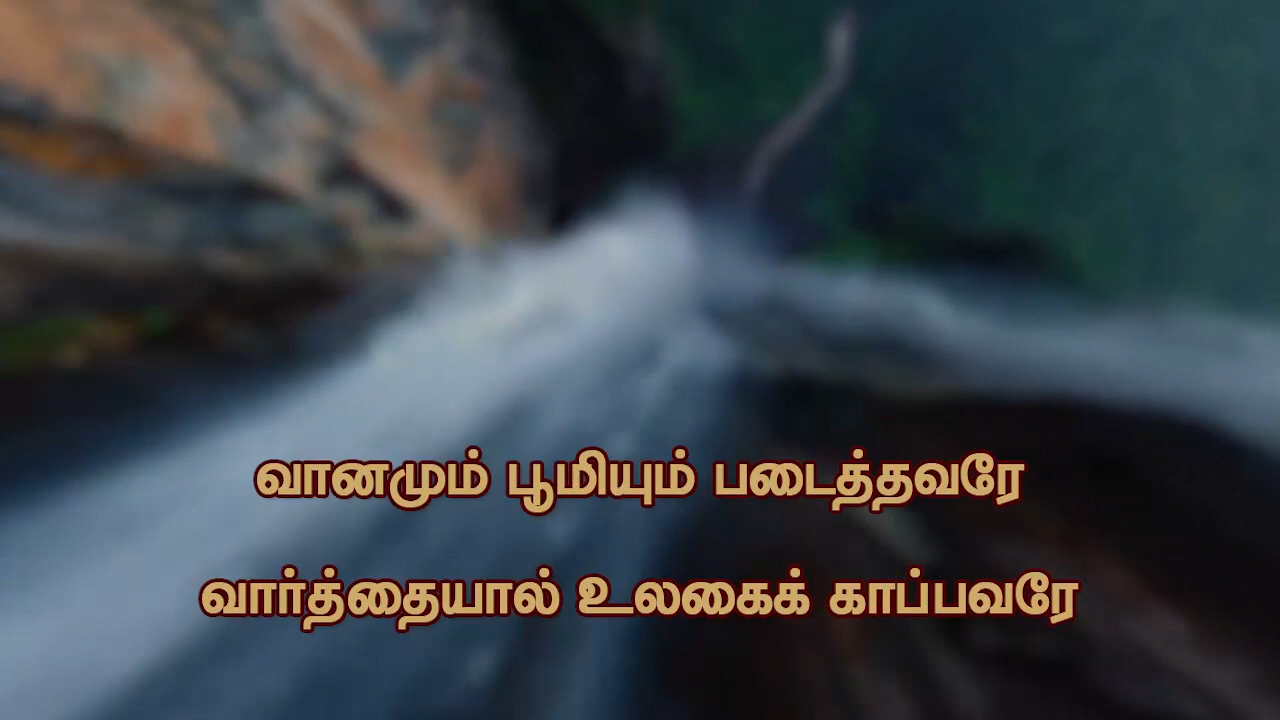 வானமும் பூமியும் படைத்தவரே
வார்த்தையால் உலகைக் காப்பவரே